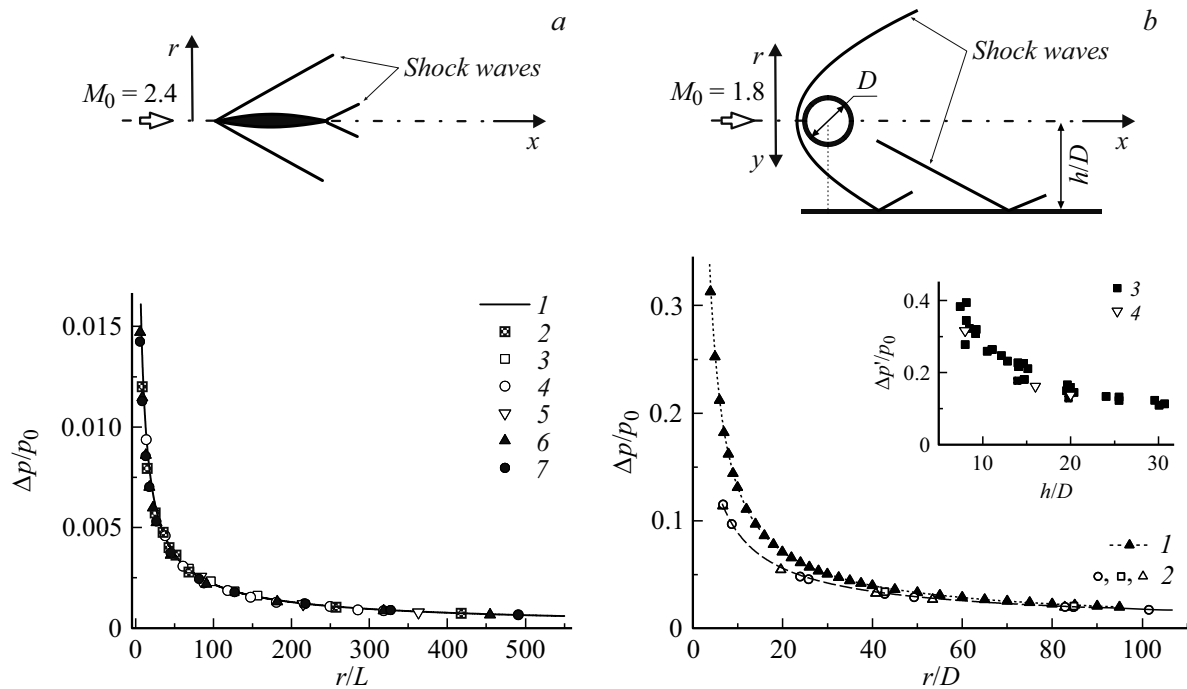 a
r
Shock waves
M₀ = 2.4
x
b
r
Shock waves
M₀ = 1.8
D
y
x
h/D
0.015
0.010
0.005
0
Δp/p₀
0 100 200 300 400 500
r/L
1
2
3
4
5
6
7
0.3
0.2
0.1
0
Δp/p₀
0 20 40 60 80 100
r/D
1
2
0.4
0.2
0
Δp'/p₀
10 20 30
h/D
3
4